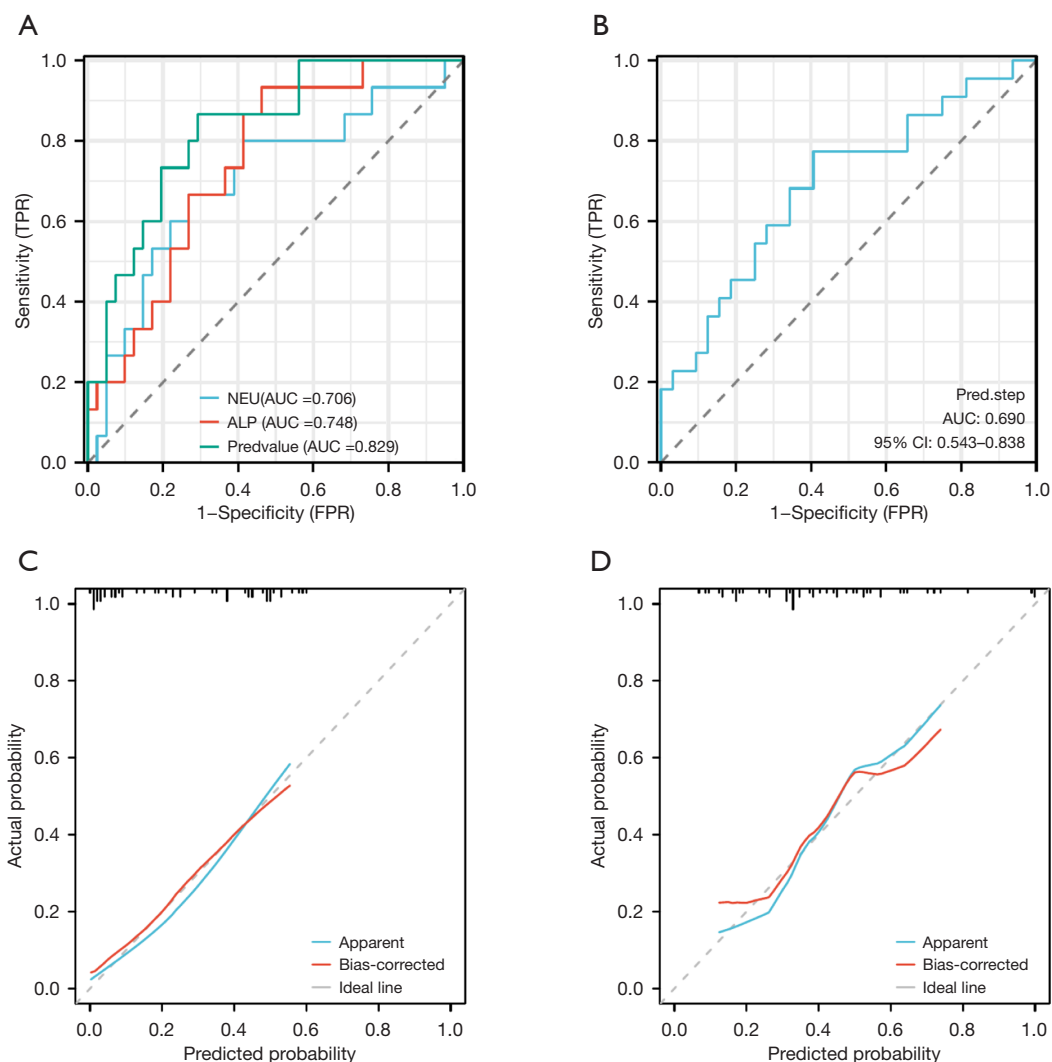 A
1.0
0.8
0.6
0.4
0.2
0.0
Sensitivity (TPR)
NEU(AUC =0.706)
ALP (AUC =0.748)
Predvalue (AUC =0.829)
0.0 0.2 0.4 0.6 0.8 1.0
1–Specificity (FPR)
B
1.0
0.8
0.6
0.4
0.2
0.0
Sensitivity (TPR)
Pred.step
AUC: 0.690
95% CI: 0.543–0.838
0.0 0.2 0.4 0.6 0.8 1.0
1–Specificity (FPR)
C
1.0
0.8
0.6
0.4
0.2
0.0
Actual probability
Apparent
Bias-corrected
Ideal line
0.0 0.2 0.4 0.6 0.8 1.0
Predicted probability
D
1.0
0.8
0.6
0.4
0.2
0.0
Actual probability
Apparent
Bias-corrected
Ideal line
0.0 0.2 0.4 0.6 0.8 1.0
Predicted probability